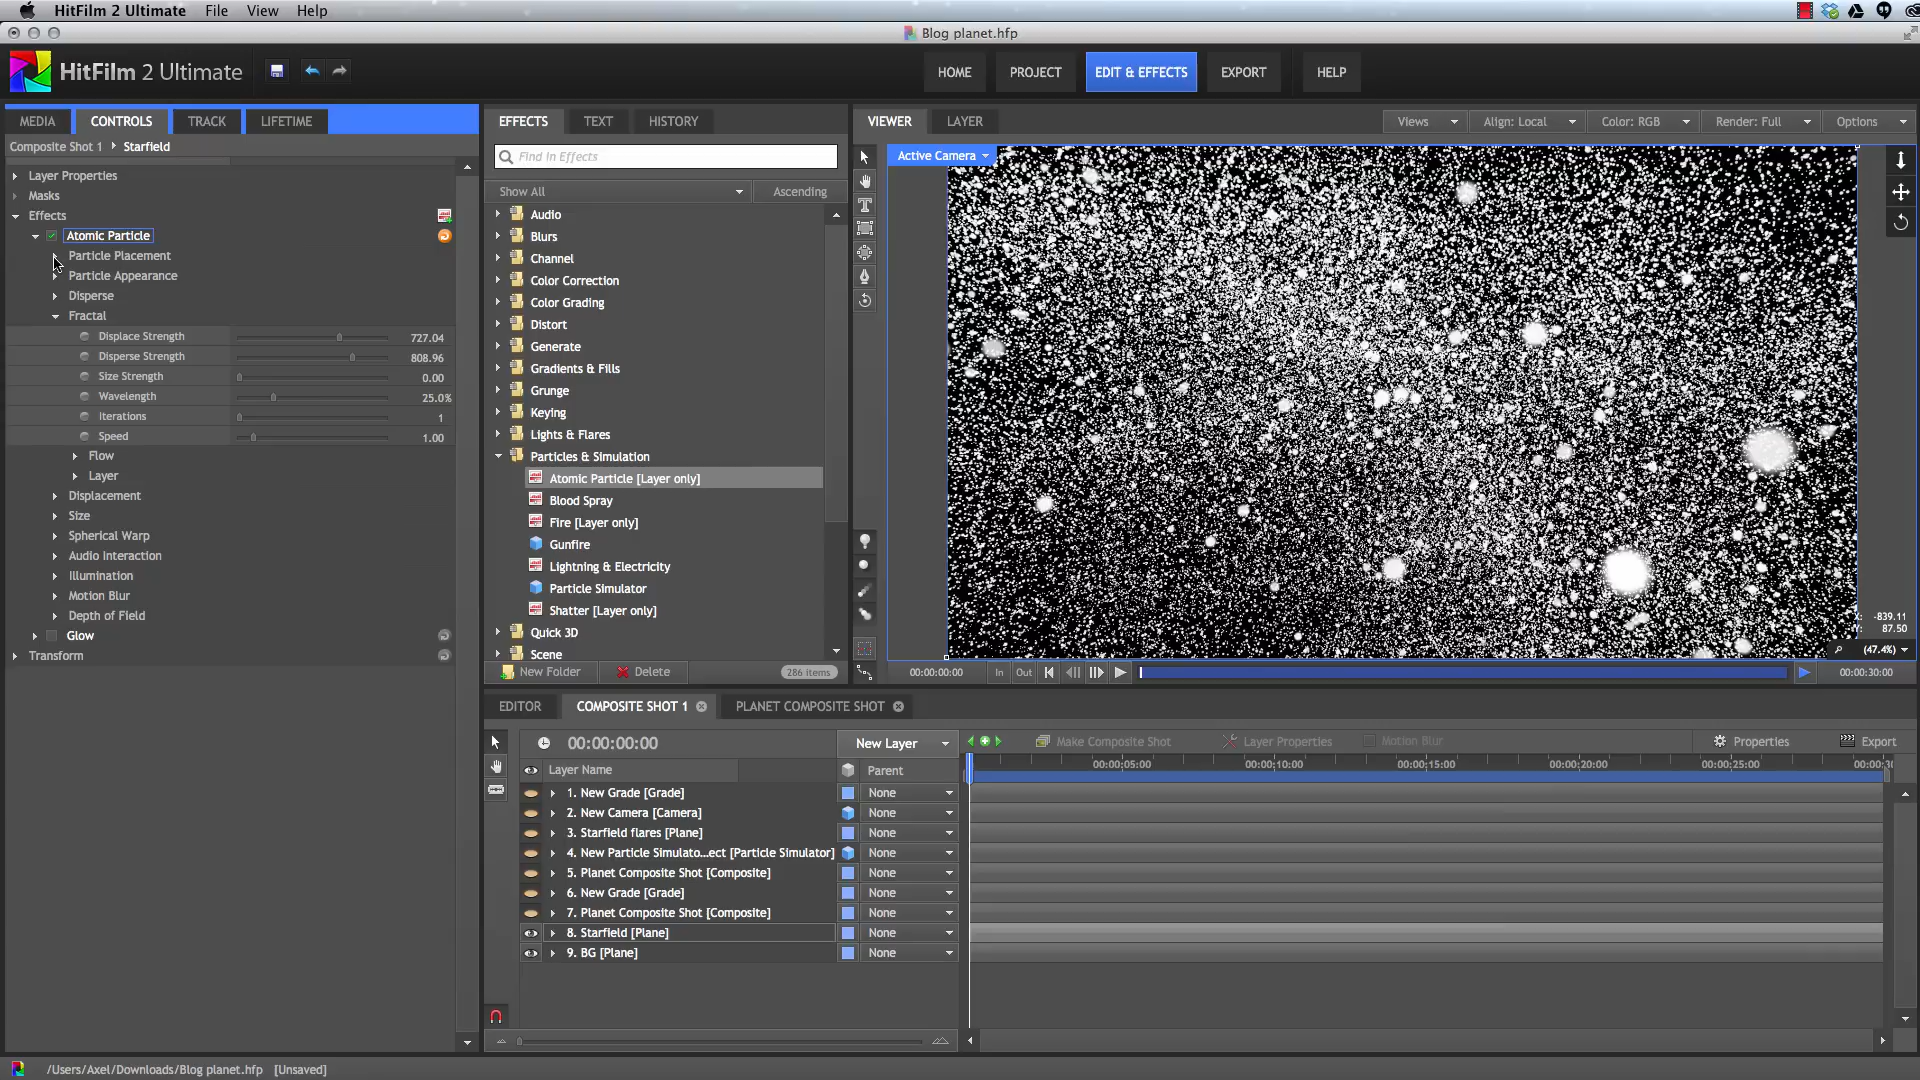 HitFilm 2 Ultimate File View Help
Blog planet.hfp
HitFilm 2 Ultimate
HOME PROJECT EDIT & EFFECTS EXPORT HELP
MEDIA CONTROLS TRACK LIFETIME
Composite Shot 1 Starfield
Layer Properties
Masks
Effects
Atomic Particle
Particle Placement
Particle Appearance
Disperse
Fractal
Displace Strength 727.04
Disperse Strength 808.96
Size Strength 0.00
Wavelength 25.0%
Iterations 1
Speed 1.00
Flow
Layer
Displacement
Size
Spherical Warp
Audio Interaction
Illumination
Motion Blur
Depth of Field
Glow
Transform
EFFECTS TEXT HISTORY
Find in Effects
Show All Ascending
Audio
Blurs
Channel
Color Correction
Color Grading
Distort
Generate
Gradients & Fills
Grunge
Keying
Lights & Flares
Particles & Simulation
Atomic Particle [Layer only]
Blood Spray
Fire [Layer only]
Gunfire
Lightning & Electricity
Particle Simulator
Shatter [Layer only]
Quick 3D
Scene
New Folder Delete 286 items
VIEWER LAYER Views Align: Local Color: RGB Render: Full Options
Active Camera
-839.11
87.50
(47.4%)
00:00:00:00 In Out 00:00:30:00
EDITOR COMPOSITE SHOT 1 PLANET COMPOSITE SHOT
00:00:00:00 New Layer Make Composite Shot Layer Properties Motion Blur Properties Export
Layer Name Parent 00:00:05:00 00:00:10:00 00:00:15:00 00:00:20:00 00:00:25:00
1. New Grade [Grade] None
2. New Camera [Camera] None
3. Starfield flares [Plane] None
4. New Particle Simulato...ect [Particle Simulator] None
5. Planet Composite Shot [Composite] None
6. New Grade [Grade] None
7. Planet Composite Shot [Composite] None
8. Starfield [Plane] None
9. BG [Plane] None
/Users/Axel/Downloads/Blog planet.hfp [Unsaved]